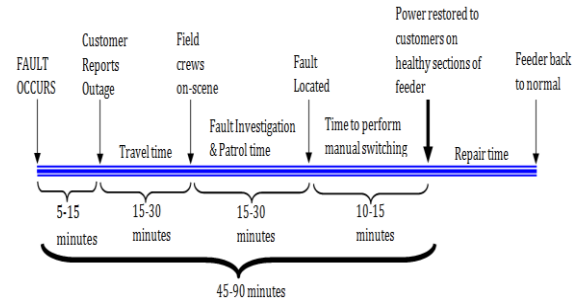 FAULT
OCCURS
Customer
Reports
Outage
Field
crews
on-scene
Fault
Located
Power restored to
customers on
healthy sections of
feeder
Feeder back
to normal
Travel time
Fault Investigation
& Patrol time
Time to perform
manual switching
Repair time
5-15
minutes
15-30
minutes
15-30
minutes
10-15
minutes
45-90 minutes